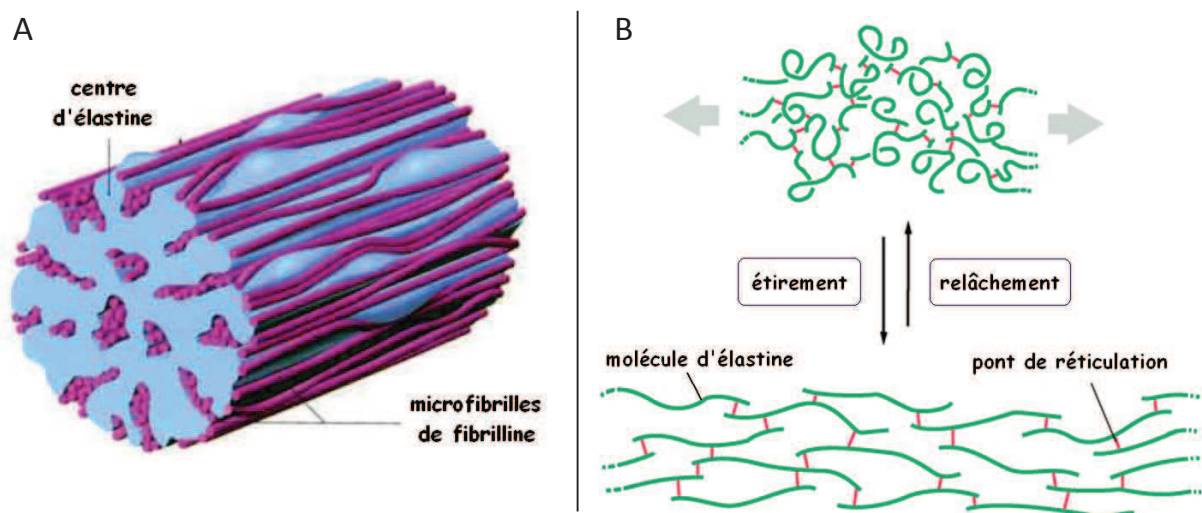 A
centre
d'élastine
microfibrilles
de fibrilline
B
étirement
relâchement
molécule d'élastine
pont de réticulation